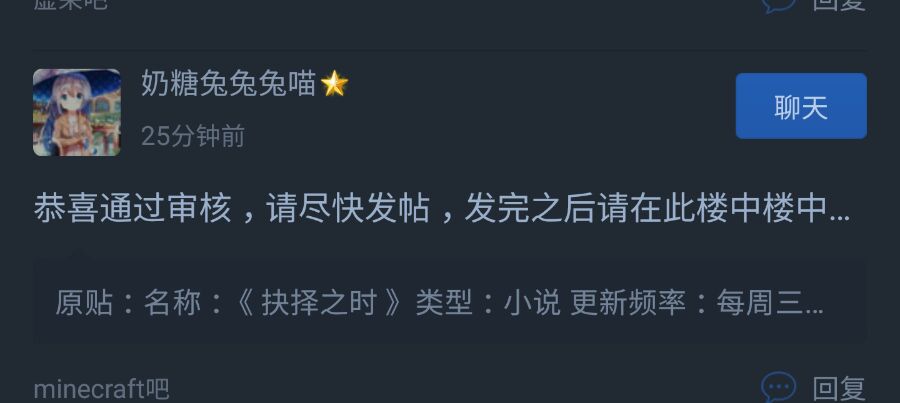 回复
奶糖兔兔兔喵
25分钟前
聊天
恭喜通过审核，请尽快发帖，发完之后请在此楼中楼中...
原贴：名称：《 抉择之时 》类型：小说 更新频率：每周三...
minecraft吧
回复